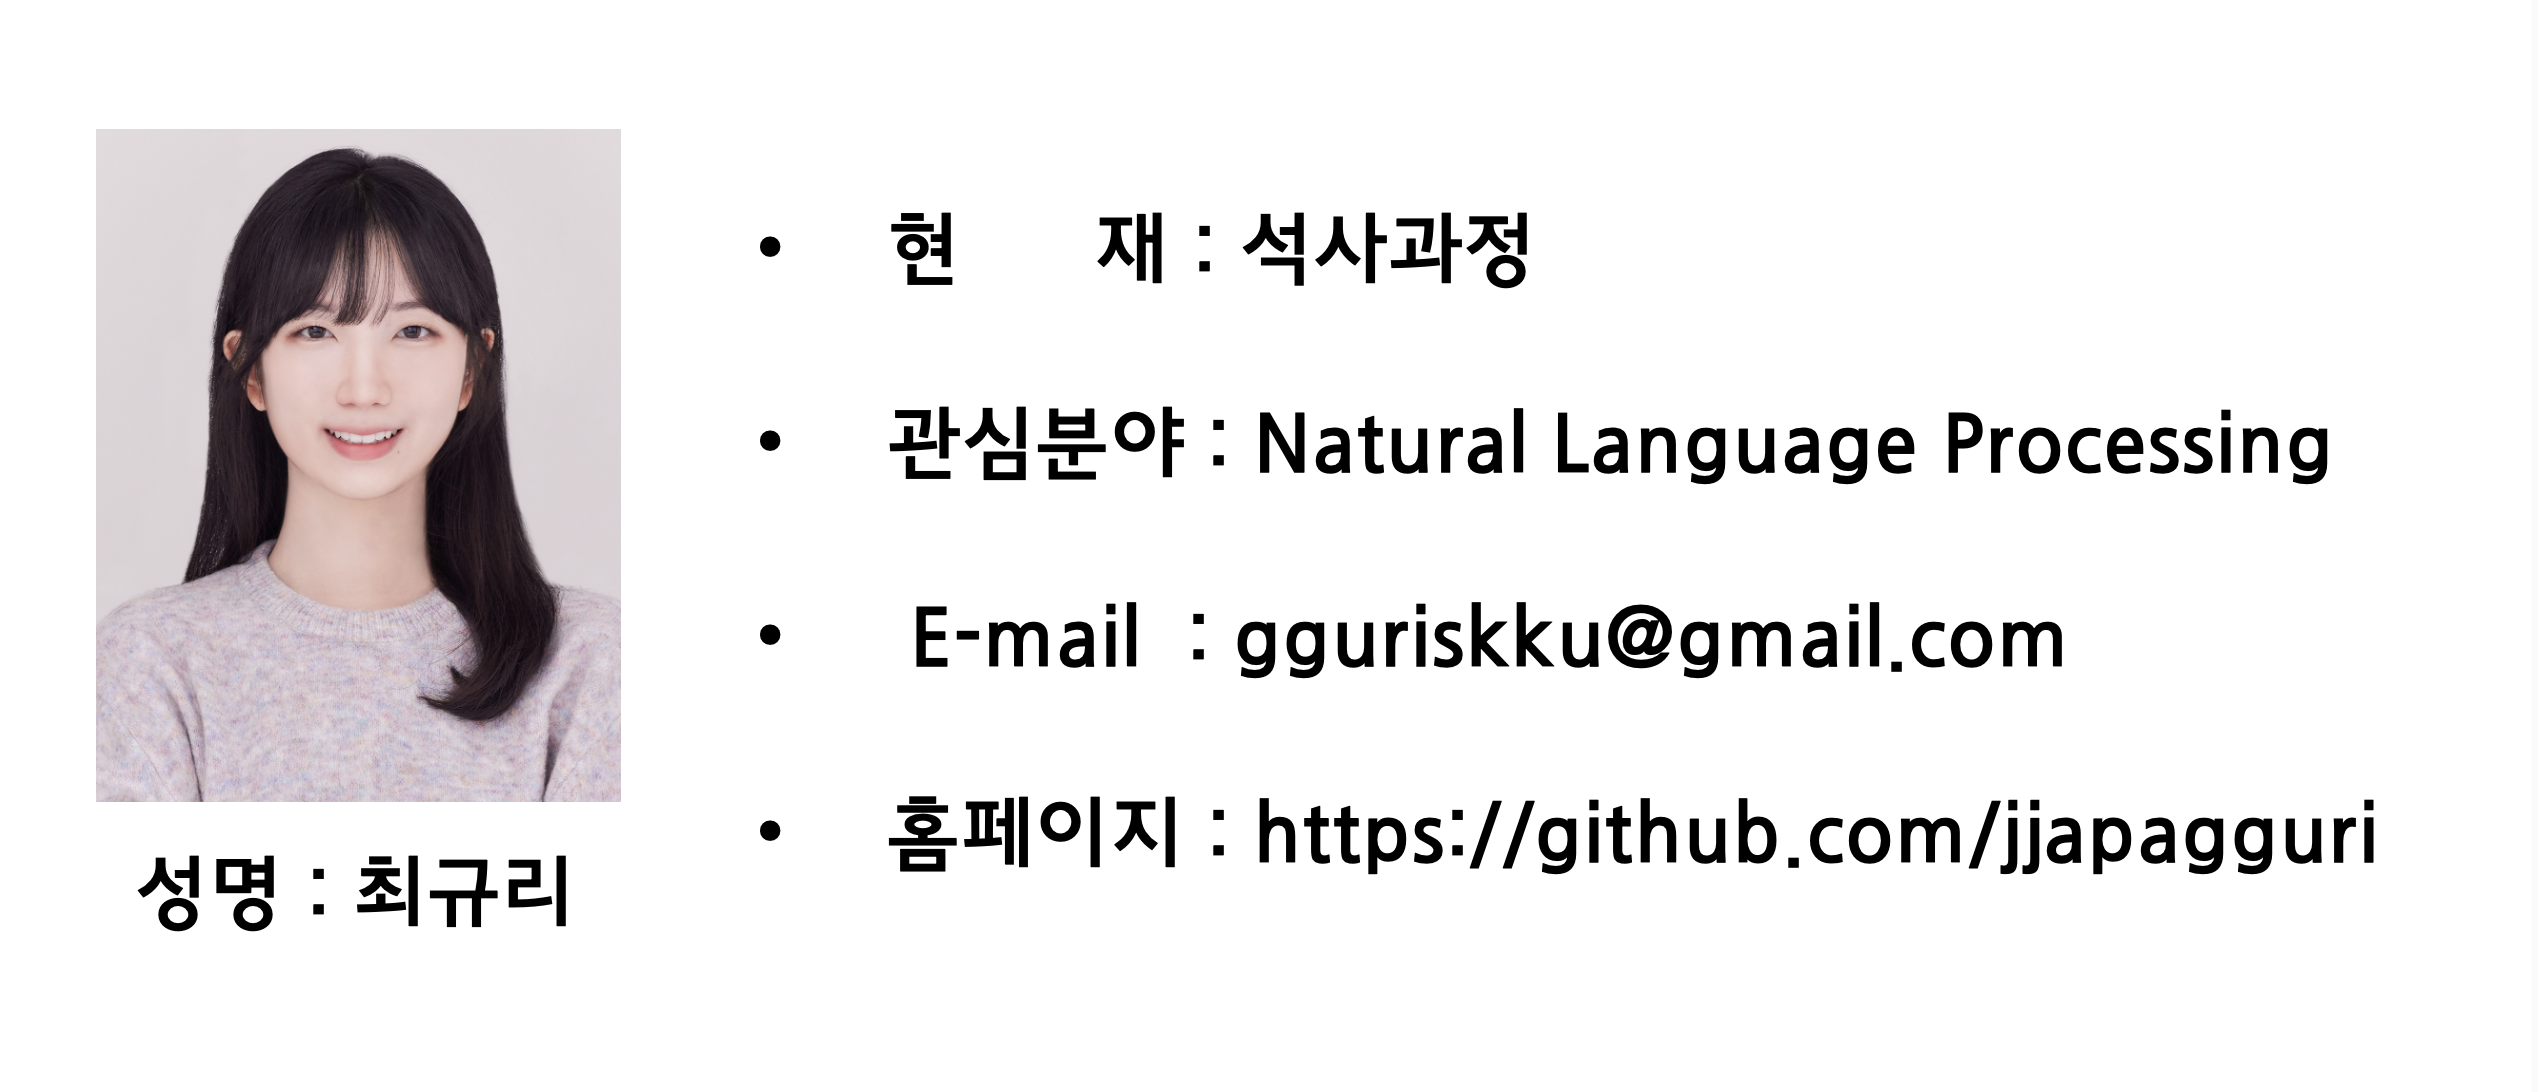 현 재 : 석사과정
관심분야 : Natural Language Processing
E-mail : gguriskku@gmail.com
홈페이지 : https://github.com/jjapagguri
성명 : 최규리